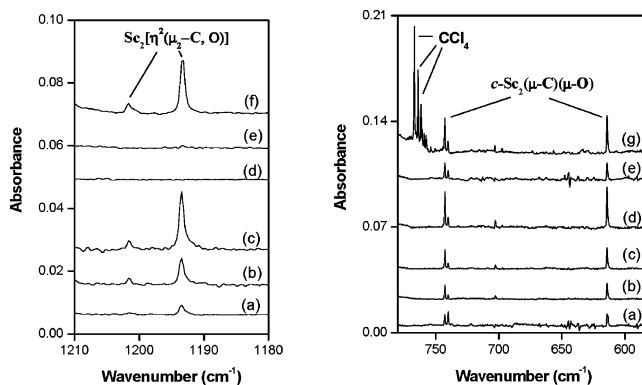 Sc₂[η²(μ₂–C, O)]
0.10
0.08
0.06
0.04
0.02
0.00
(f)
(e)
(d)
(c)
(b)
(a)
1210
1200
1190
1180
Absorbance
Wavenumber (cm⁻¹)
0.21
0.14
0.07
0.00
CCl₄
c-Sc₂(μ-C)(μ-O)
(g)
(e)
(d)
(c)
(b)
(a)
750
700
650
600
Absorbance
Wavenumber (cm⁻¹)